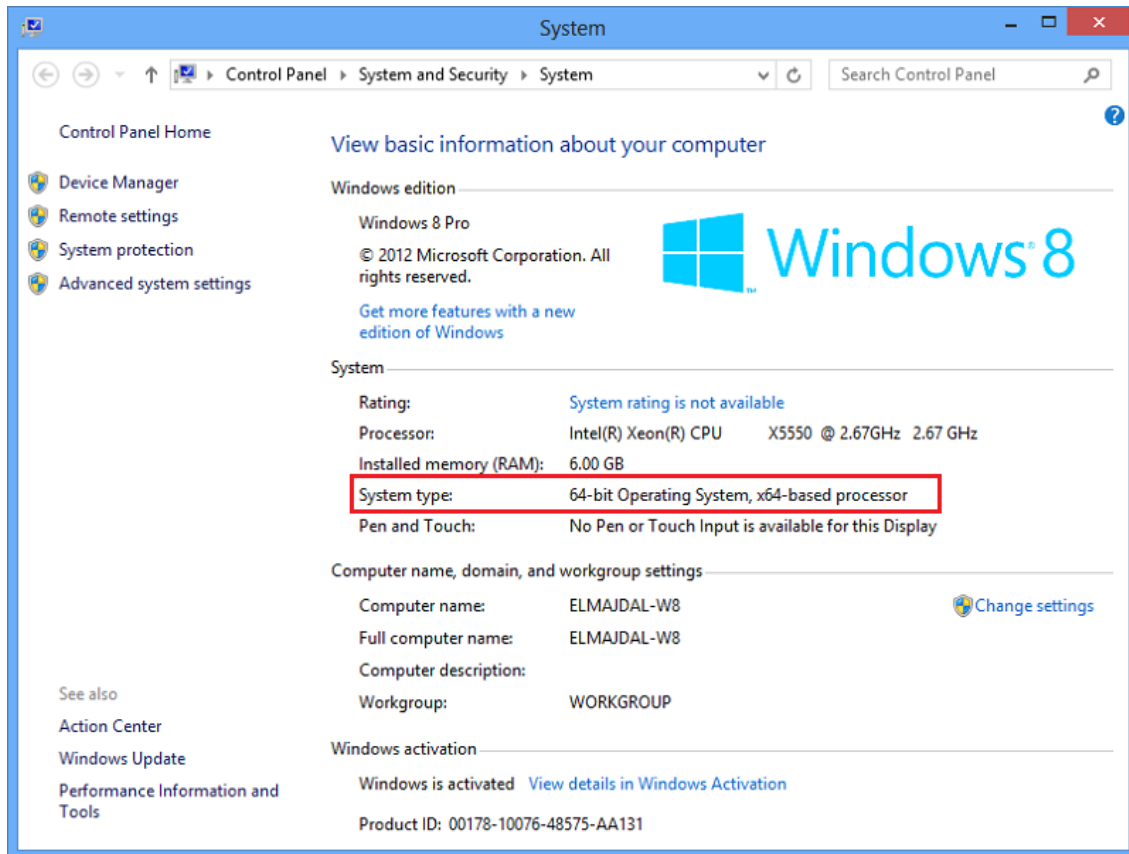 System
Control Panel System and Security System
Search Control Panel
Control Panel Home
Device Manager
Remote settings
System protection
Advanced system settings
See also
Action Center
Windows Update
Performance Information and
Tools
View basic information about your computer
Windows edition
Windows 8 Pro
© 2012 Microsoft Corporation. All
rights reserved.
Get more features with a new
edition of Windows
Windows 8
System
Rating: System rating is not available
Processor: Intel(R) Xeon(R) CPU X5550 @ 2.67GHz 2.67 GHz
Installed memory (RAM): 6.00 GB
System type: 64-bit Operating System, x64-based processor
Pen and Touch: No Pen or Touch Input is available for this Display
Computer name, domain, and workgroup settings
Computer name: ELMAJDAL-W8 Change settings
Full computer name: ELMAJDAL-W8
Computer description:
Workgroup: WORKGROUP
Windows activation
Windows is activated View details in Windows Activation
Product ID: 00178-10076-48575-AA131